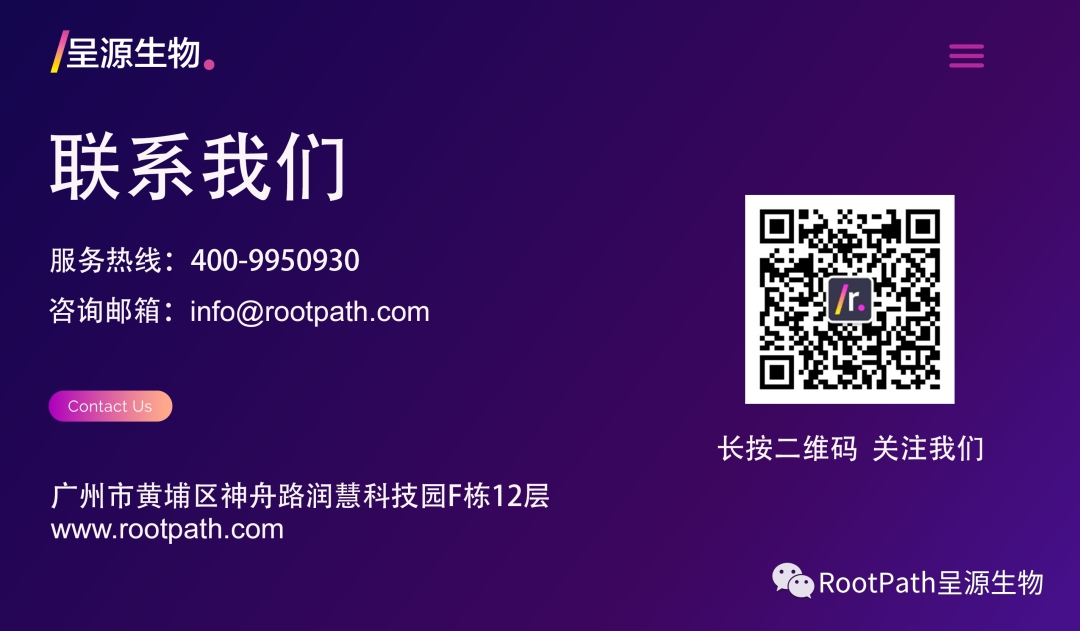 /呈源生物.
联系我们
服务热线：400-9950930
咨询邮箱：info@rootpath.com
Contact Us
/r.
长按二维码 关注我们
广州市黄埔区神舟路润慧科技园F栋12层
www.rootpath.com
RootPath呈源生物